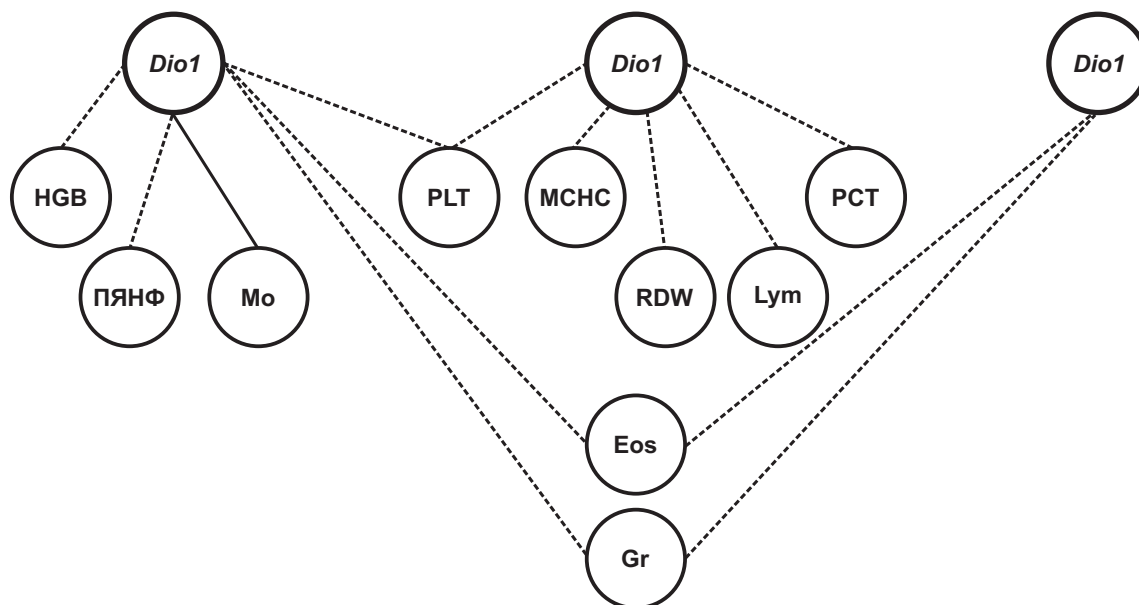 Dio1
Dio1
Dio1
HGB
PLT
MCHC
PCT
ПЯНФ
Mo
RDW
Lym
Eos
Gr